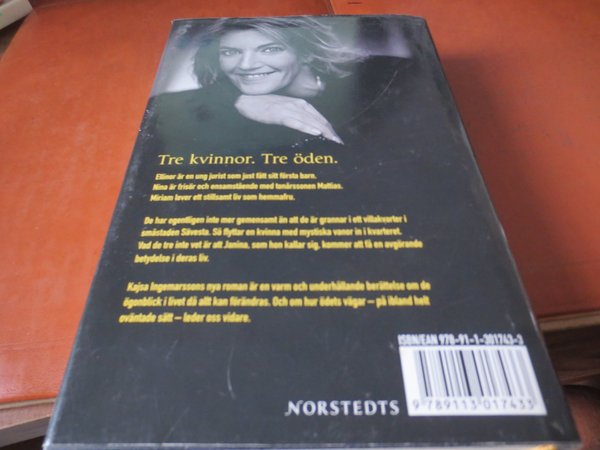 Tre kvinnor. Tre öden.
Ellinor är en ung jurist som just fått sitt första barn.
Nina är frisör och ensamstående med tonårssonen Mattias.
Miriam lever ett stillsamt liv som hemmafru.
De har egentligen inte mer gemensamt än att de är grannar i ett villakvarter i
småstaden Sävesta. Så flyttar en kvinna med mystiska vanor in i kvarteret.
Vad de tre inte vet är att Janina, som hon kallar sig, kommer att få en avgörande
betydelse i deras liv.
Kajsa Ingemarssons nya roman är en varm och underhållande berättelse om de
ögonblick i livet då allt kan förändras. Och om hur ödets vägar – på ibland helt
oväntade sätt – leder oss vidare.
ISBN/EAN 978-91-1-301743-3
9 789113 017433
NORSTEDTS